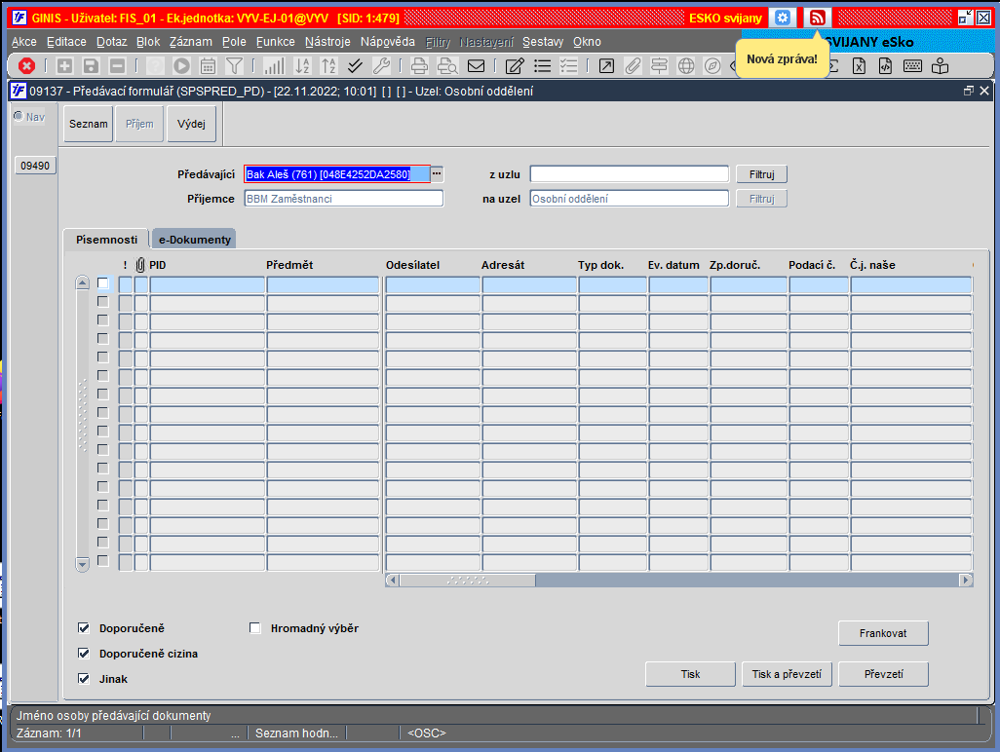 GINIS - Uživatel: FIS_01 - Ek.jednotka: VYV-EJ-01@VYV [SID: 1:479] ESKO svijany
Akce Editace Dotaz Blok Záznam Pole Funkce Nástroje Nápověda Filtry Nastavení Sestavy Okno SVIJANY eSko
Nová zpráva!
09137 - Předávací formulář (SPSPRED_PD) - [22.11.2022; 10:01] [ ] [ ] - Uzel: Osobní oddělení
Nav
Seznam Příjem Výdej
09490
Předávající Bak Aleš (761) [048E4252DA2580] z uzlu Filtruj
Příjemce BBM Zaměstnanci na uzel Osobní oddělení Filtruj
Písemnosti e-Dokumenty
! PID Předmět Odesílatel Adresát Typ dok. Ev. datum Zp.doruč. Podací č. Č.j. naše
Doporučeně Hromadný výběr
Frankovat
Doporučeně cizina
Jinak
Tisk Tisk a převzetí Převzetí
Jméno osoby předávající dokumenty
Záznam: 1/1 ... Seznam hodn... <OSC>